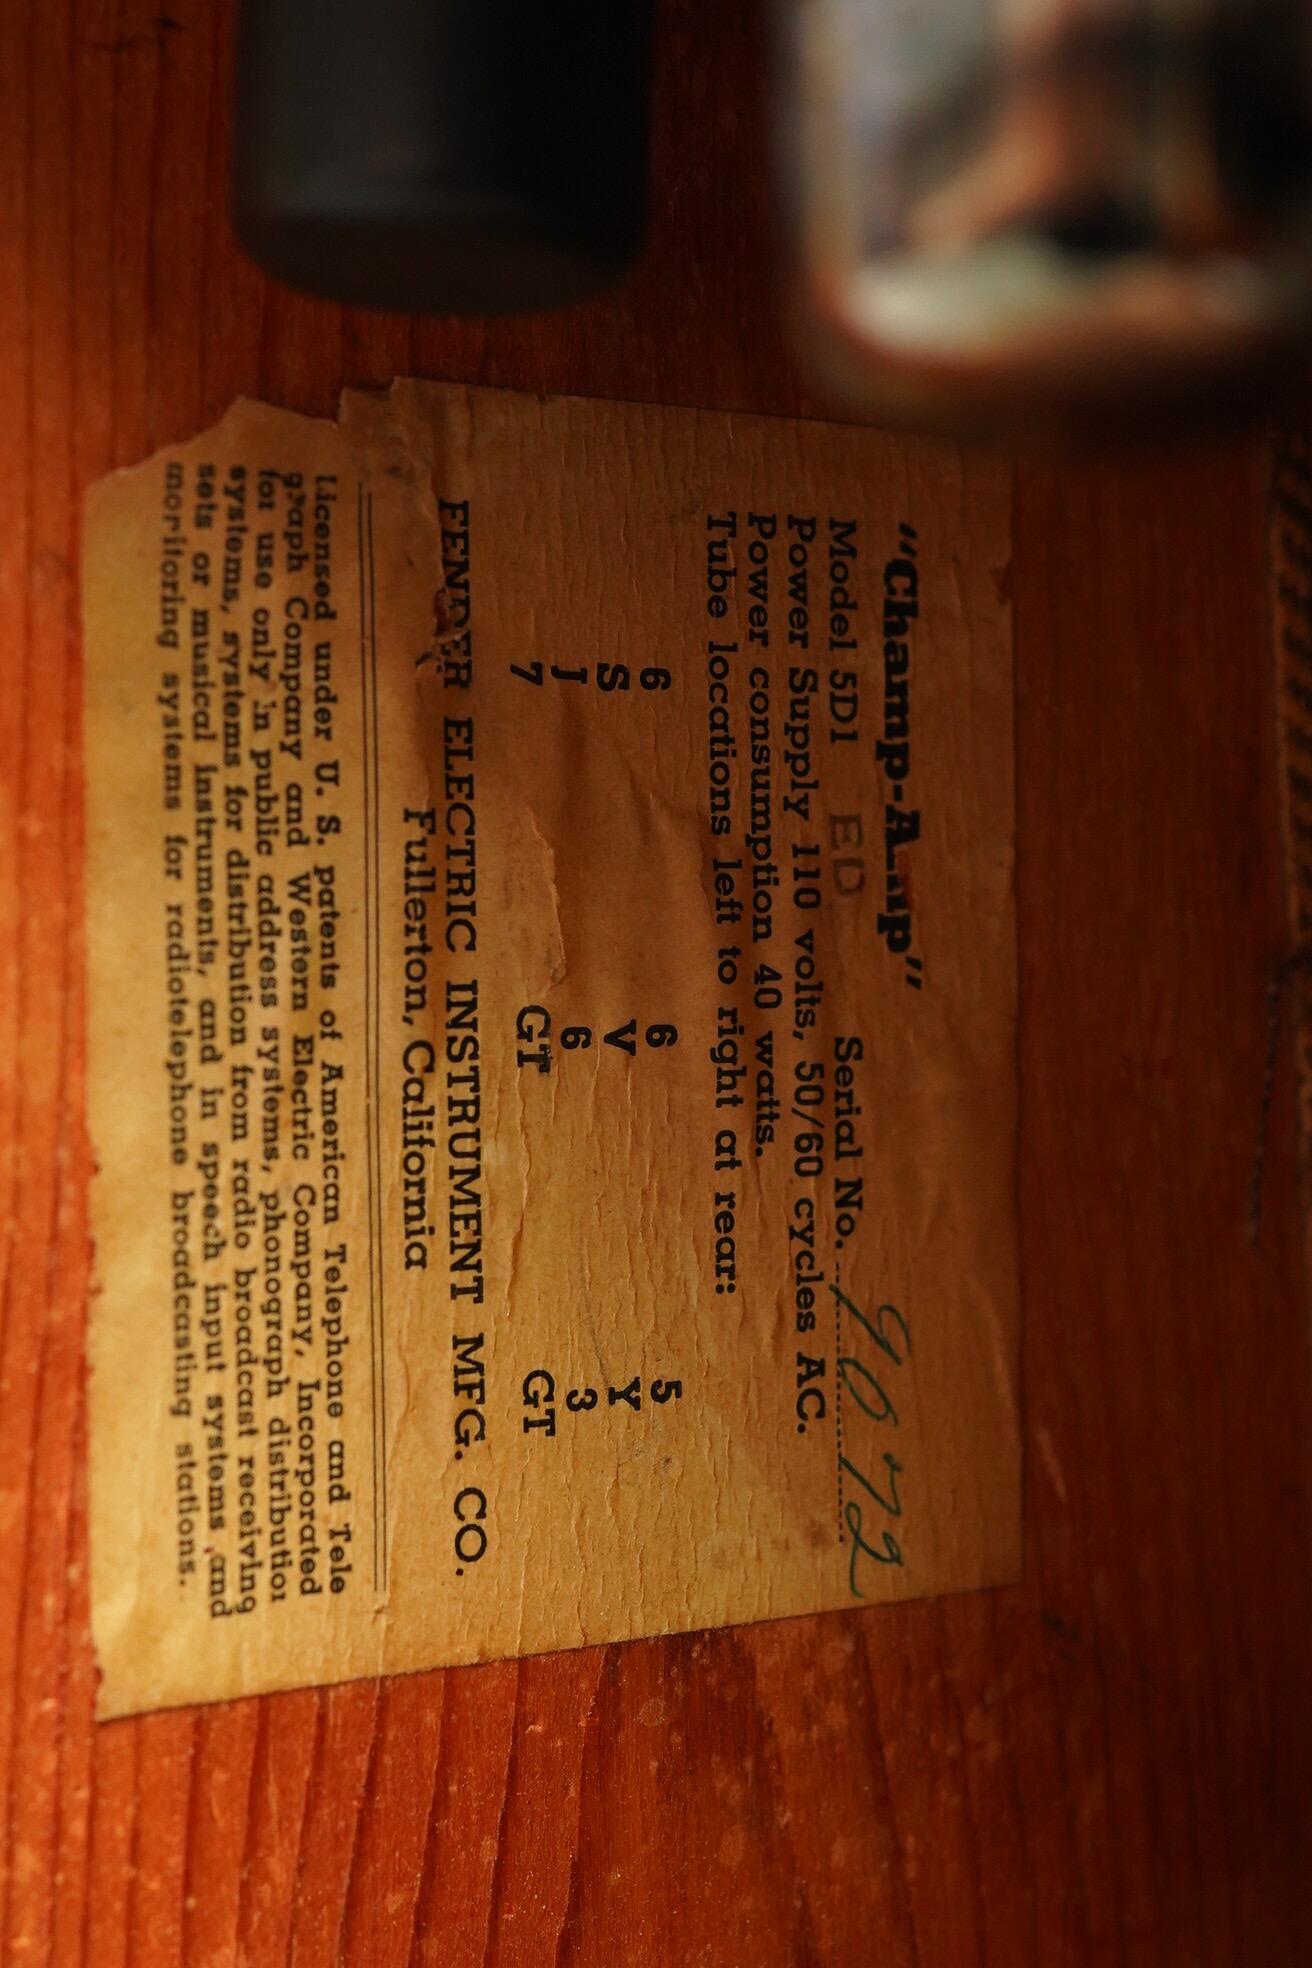 "Champ-Amp"
Model 5D1 ED Serial No. 9072
Power Supply 110 volts, 50/60 cycles AC.
Power consumption 40 watts.
Tube locations left to right at rear:
6 6 5
S V Y
J 6 3
7 GT GT
FENDER ELECTRIC INSTRUMENT MFG. CO.
Fullerton, California
Licensed under U. S. patents of American Telephone and Tele
graph Company and Western Electric Company, Incorporated
for use only in public address systems, phonograph distribution
systems, systems for distribution from radio broadcast receiving
sets or musical instruments, and in speech input systems and
monitoring systems for radiotelephone broadcasting stations.